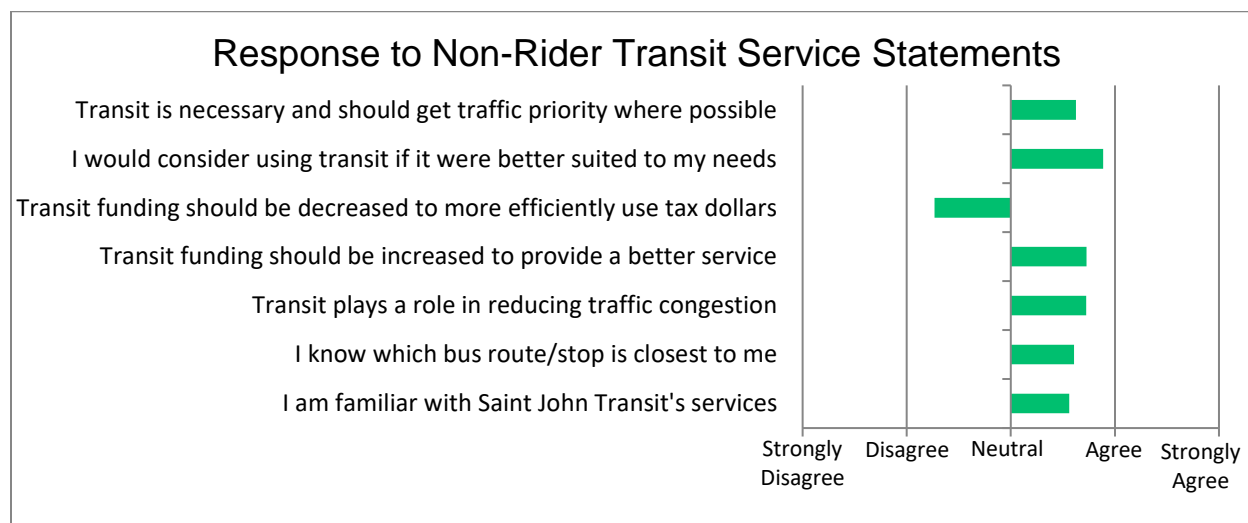 Response to Non-Rider Transit Service Statements
Transit is necessary and should get traffic priority where possible
I would consider using transit if it were better suited to my needs
Transit funding should be decreased to more efficiently use tax dollars
Transit funding should be increased to provide a better service
Transit plays a role in reducing traffic congestion
I know which bus route/stop is closest to me
I am familiar with Saint John Transit's services
Strongly
Disagree
Disagree
Neutral
Agree
Strongly
Agree